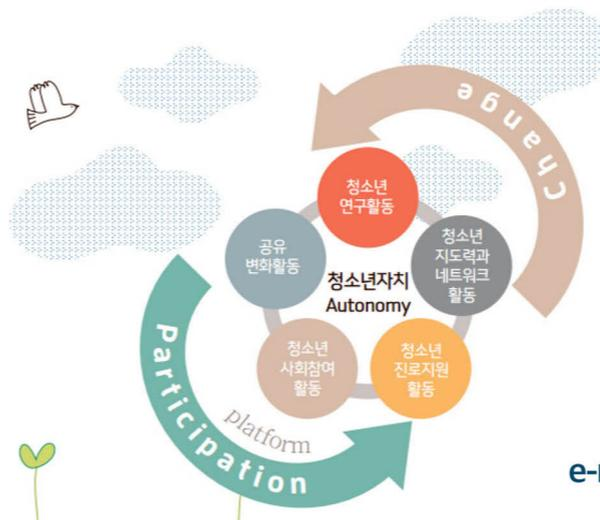 Change
청소년
연구활동
공유
변화활동
청소년
지도력과
네트워크
활동
청소년자치
Autonomy
청소년
사회참여
활동
청소년
진로지원
활동
platform
Participation